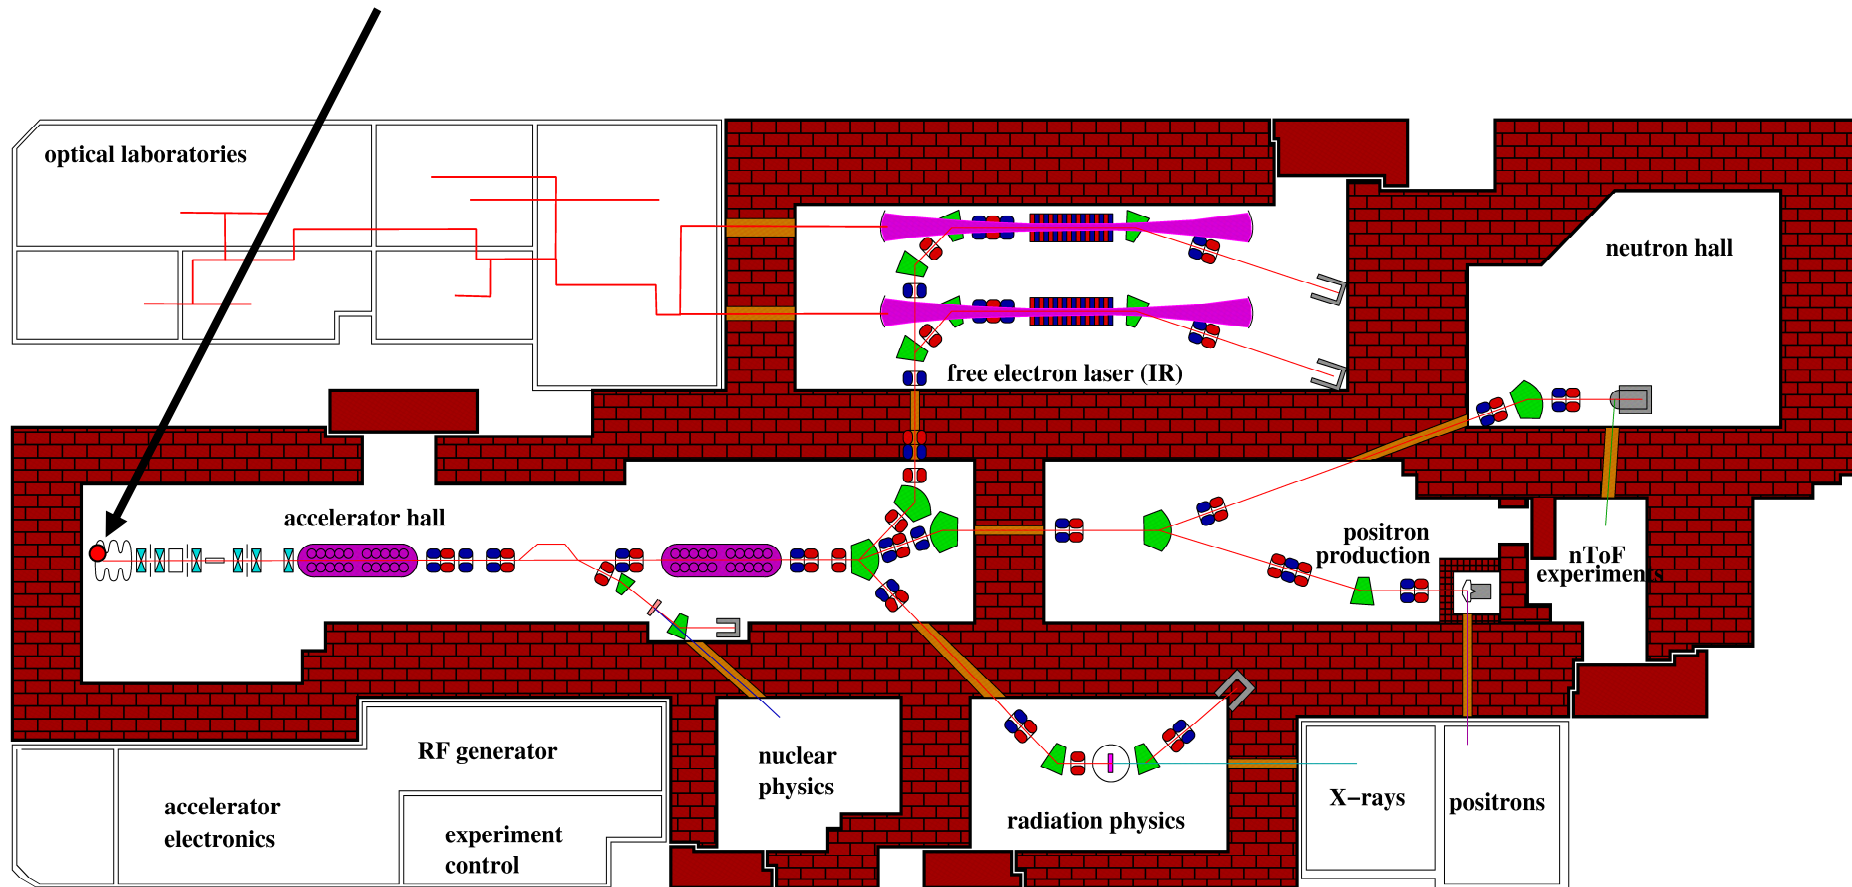 optical laboratories
neutron hall
free electron laser (IR)
accelerator hall
positron
production
nToF
experiments
RF generator
nuclear
physics
accelerator
electronics
experiment
control
radiation physics
X−rays
positrons